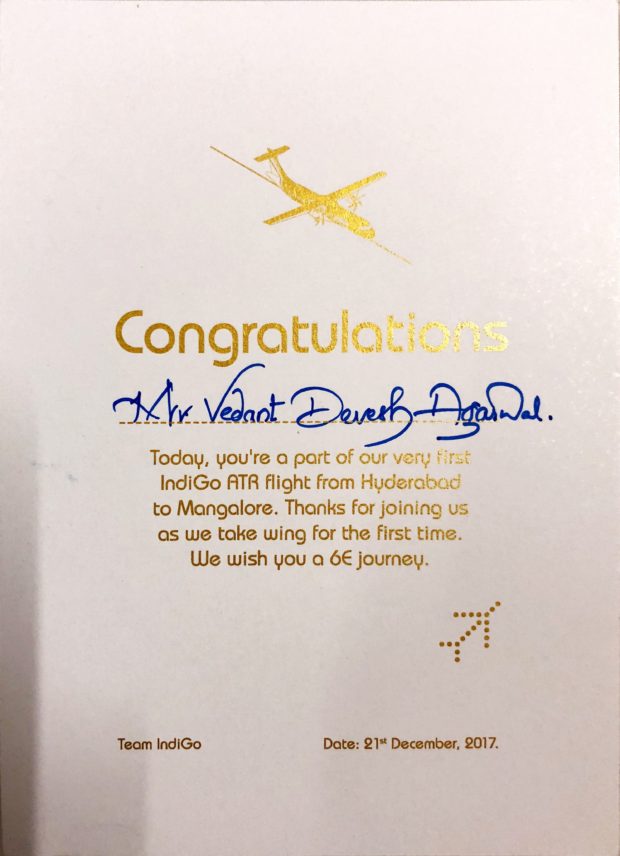 Congratulations
Mr Vedant Devesh Agarwal.
Today, you're a part of our very first
IndiGo ATR flight from Hyderabad
to Mangalore. Thanks for joining us
as we take wing for the first time.
We wish you a 6E journey.
Team IndiGo
Date: 21st December, 2017.